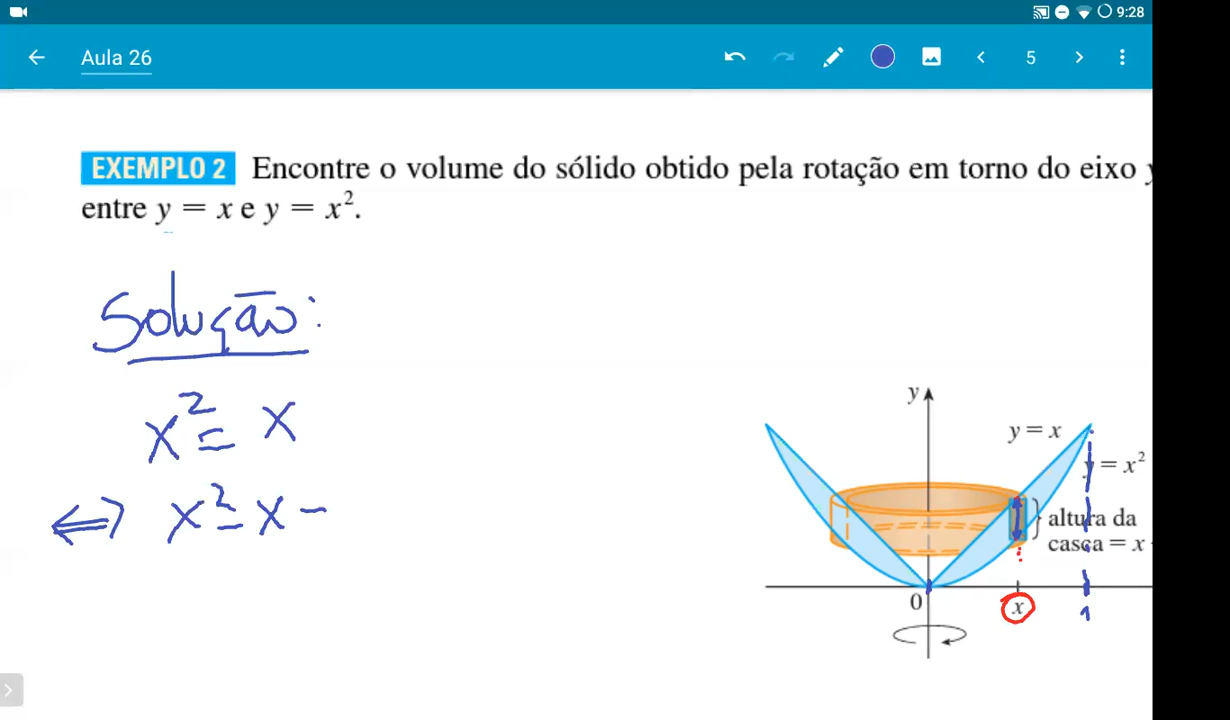 9:28
Aula 26
5
EXEMPLO 2 Encontre o volume do sólido obtido pela rotação em torno do eixo y
entre y = x e y = x².
Solução:
x² = x
⟺ x² - x -
y
y = x
y = x²
altura da
casca = x -
0
x
1